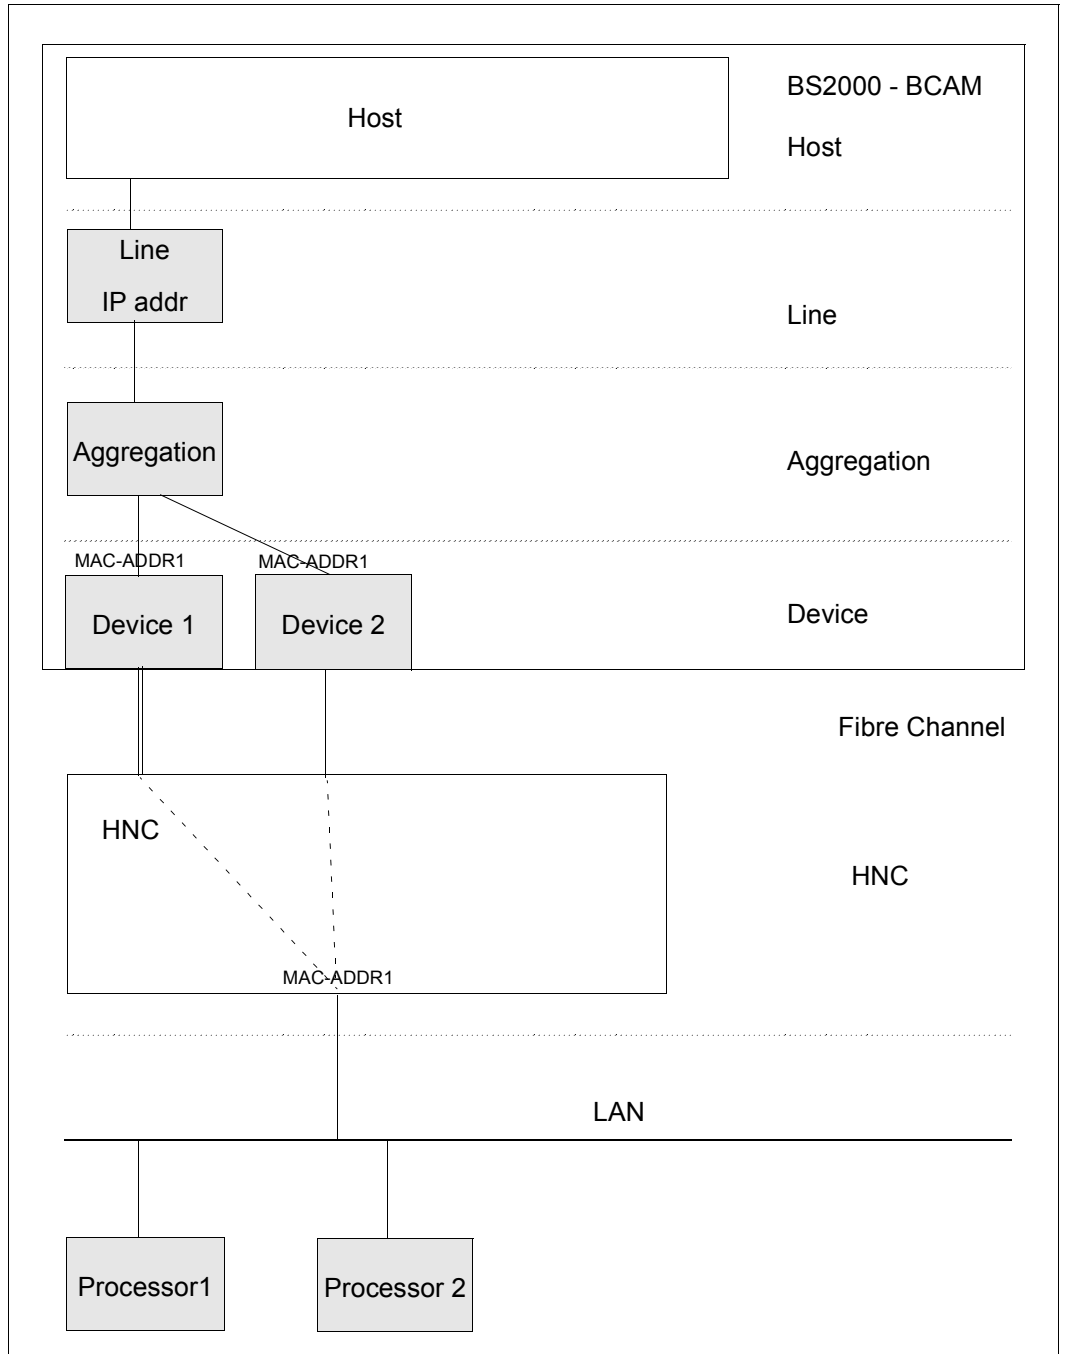 BS2000 - BCAM
Host
Host
Line
IP addr
Line
Aggregation
Aggregation
MAC-ADDR1
MAC-ADDR1
Device 1
Device 2
Device
Fibre Channel
HNC
HNC
MAC-ADDR1
LAN
Processor1
Processor 2